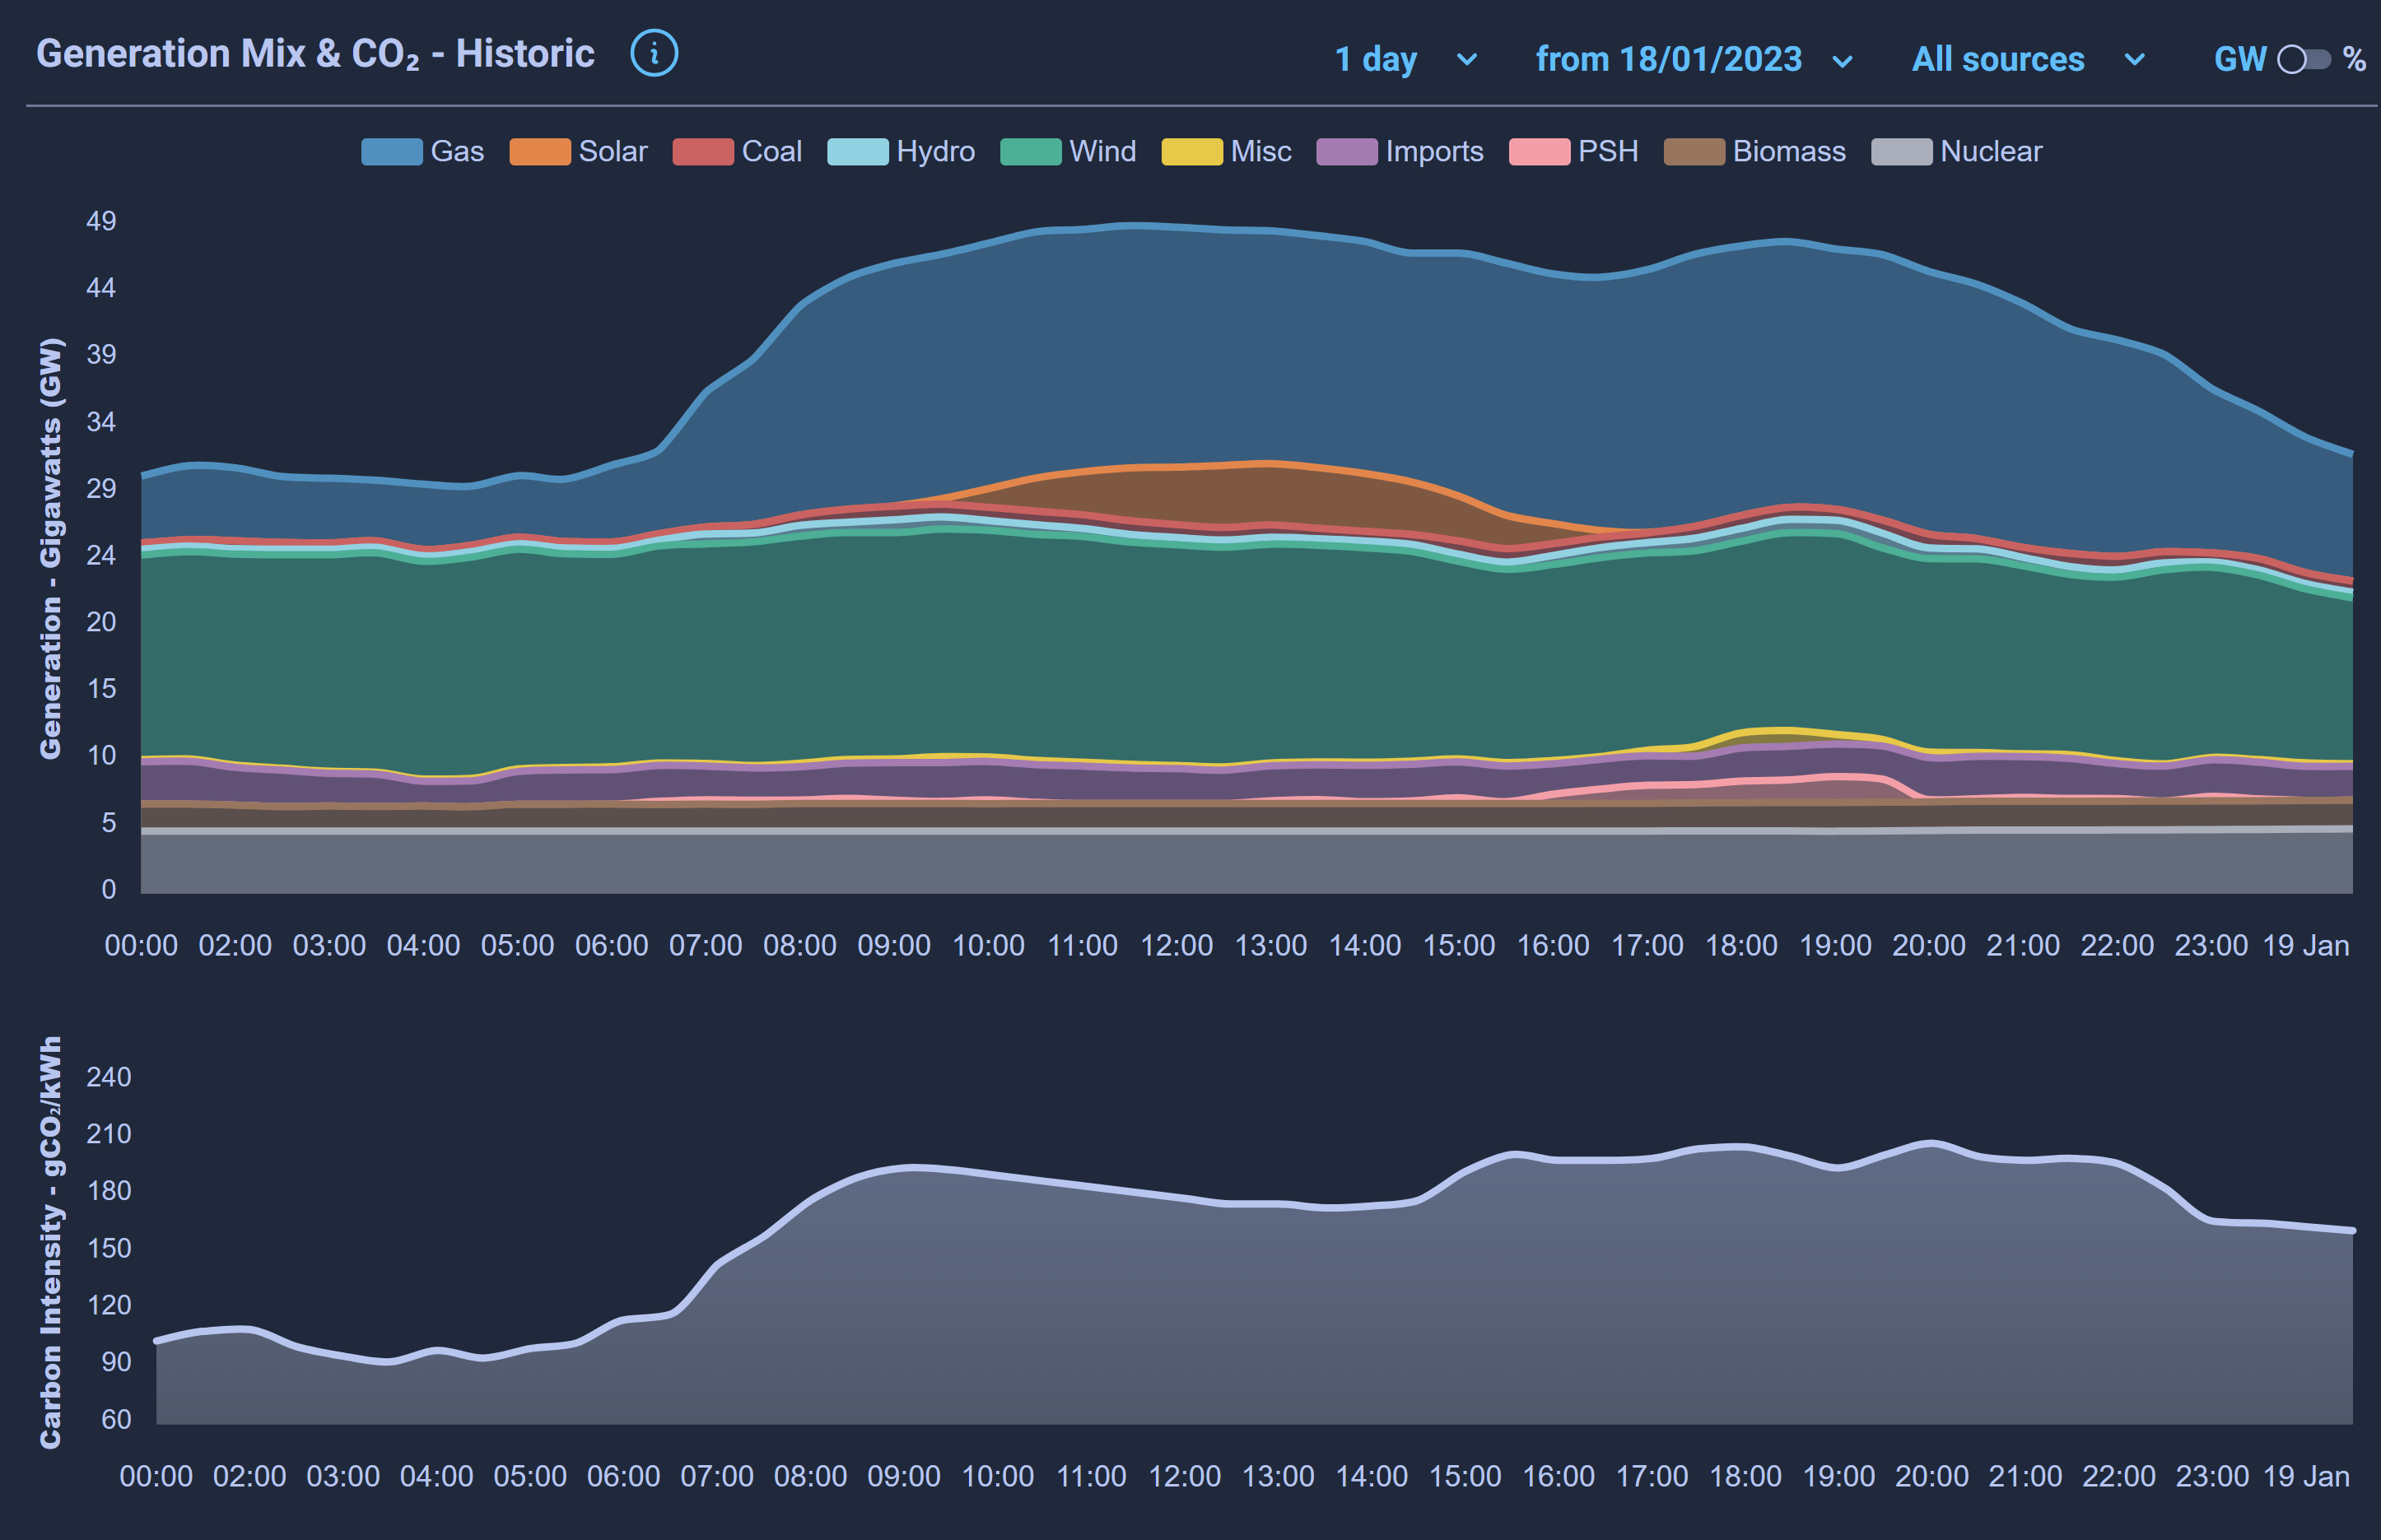 Generation Mix & CO₂ - Historic
1 day from 18/01/2023 All sources GW %
Gas Solar Coal Hydro Wind Misc Imports PSH Biomass Nuclear
Generation - Gigawatts (GW)
49
44
39
34
29
24
20
15
10
5
0
00:00 02:00 03:00 04:00 05:00 06:00 07:00 08:00 09:00 10:00 11:00 12:00 13:00 14:00 15:00 16:00 17:00 18:00 19:00 20:00 21:00 22:00 23:00 19 Jan
Carbon Intensity - gCO₂/kWh
240
210
180
150
120
90
60
00:00 02:00 03:00 04:00 05:00 06:00 07:00 08:00 09:00 10:00 11:00 12:00 13:00 14:00 15:00 16:00 17:00 18:00 19:00 20:00 21:00 22:00 23:00 19 Jan